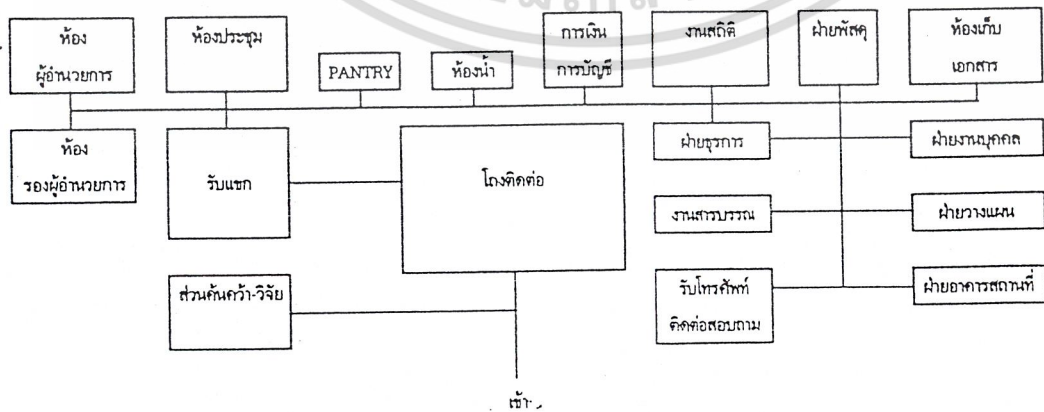 ห้อง
ผู้อำนวยการ
ห้องประชุม
PANTRY
ห้องน้ำ
การเงิน
การบัญชี
งานสถิติ
ฝ่ายพัสดุ
ห้องเก็บ
เอกสาร
ห้อง
รองผู้อำนวยการ
รับแขก
โถงติดต่อ
ฝ่ายธุรการ
ฝ่ายงานบุคคล
งานสารบรรณ
ฝ่ายวางแผน
ส่วนค้นคว้า-วิจัย
รับโทรศัพท์
ติดต่อสอบถาม
ฝ่ายอาคารสถานที่
เข้า